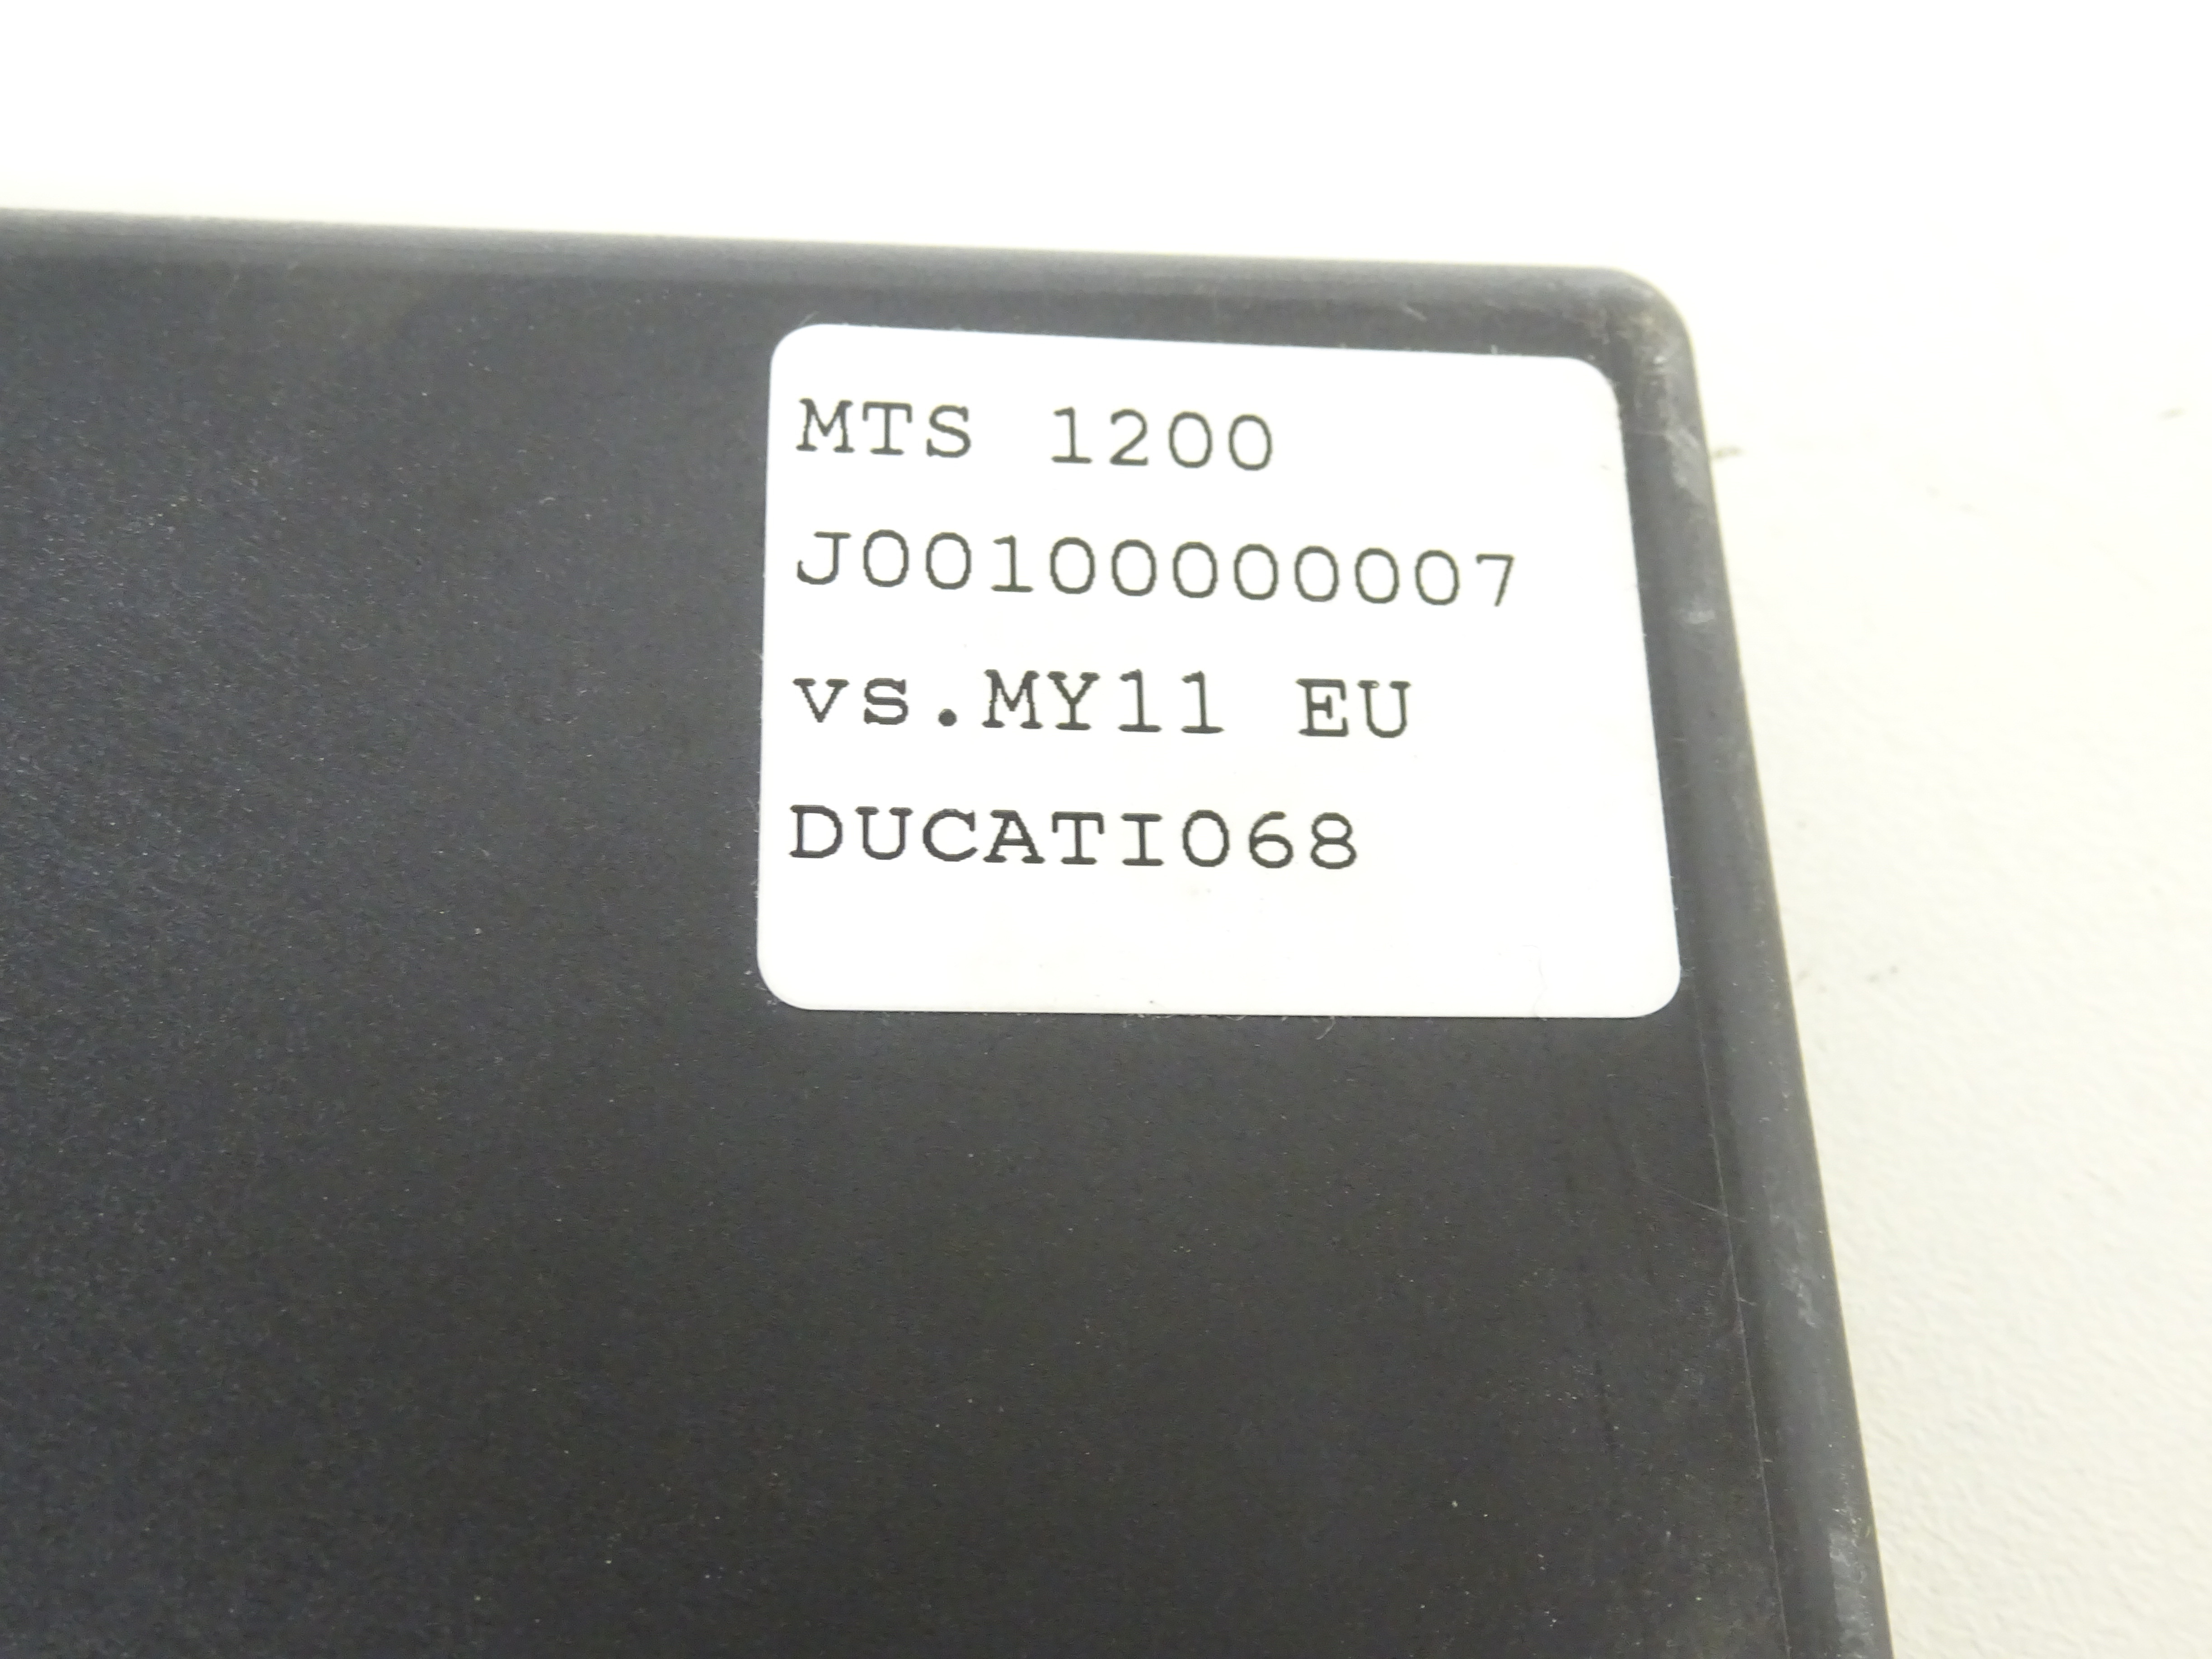 MTS 1200
J00100000007
vs.MY11 EU
DUCATI068